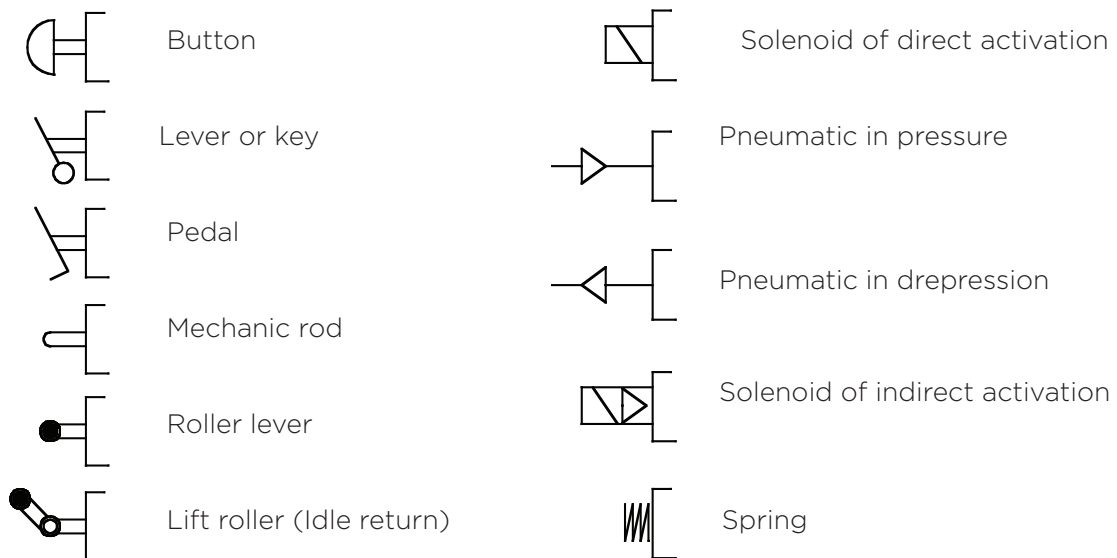 Button
Lever or key
Pedal
Mechanic rod
Roller lever
Lift roller (Idle return)
Solenoid of direct activation
Pneumatic in pressure
Pneumatic in drepression
Solenoid of indirect activation
Spring